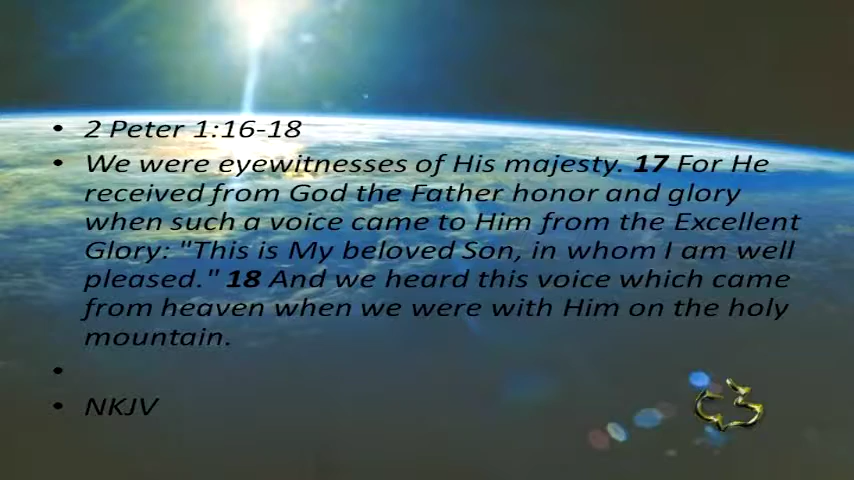 • 2 Peter 1:16-18
• We were eyewitnesses of His majesty. 17 For He
received from God the Father honor and glory
when such a voice came to Him from the Excellent
Glory: "This is My beloved Son, in whom I am well
pleased." 18 And we heard this voice which came
from heaven when we were with Him on the holy
mountain.
•
• NKJV